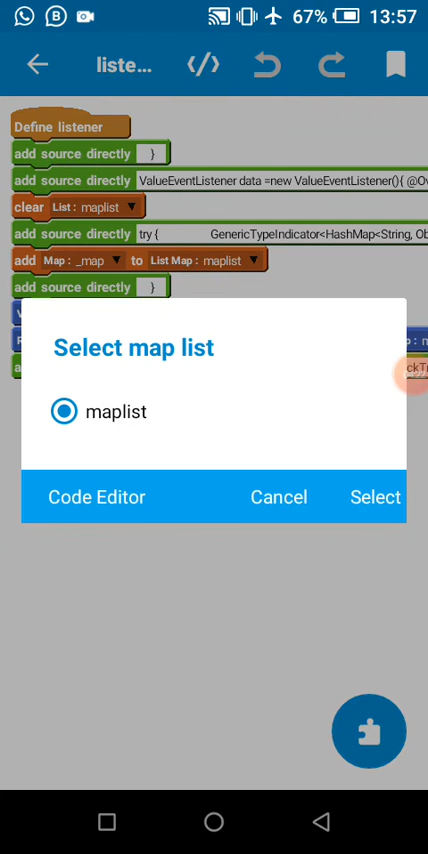 67% 13:57
liste...
Define listener
add source directly }
add source directly ValueEventListener data =new ValueEventListener(){ @Ov
clear List : maplist
add source directly try { GenericTypeIndicator<HashMap<String, Ob
add Map : _map to List Map : maplist
add source directly }
Select map list
maplist
Code Editor Cancel Select